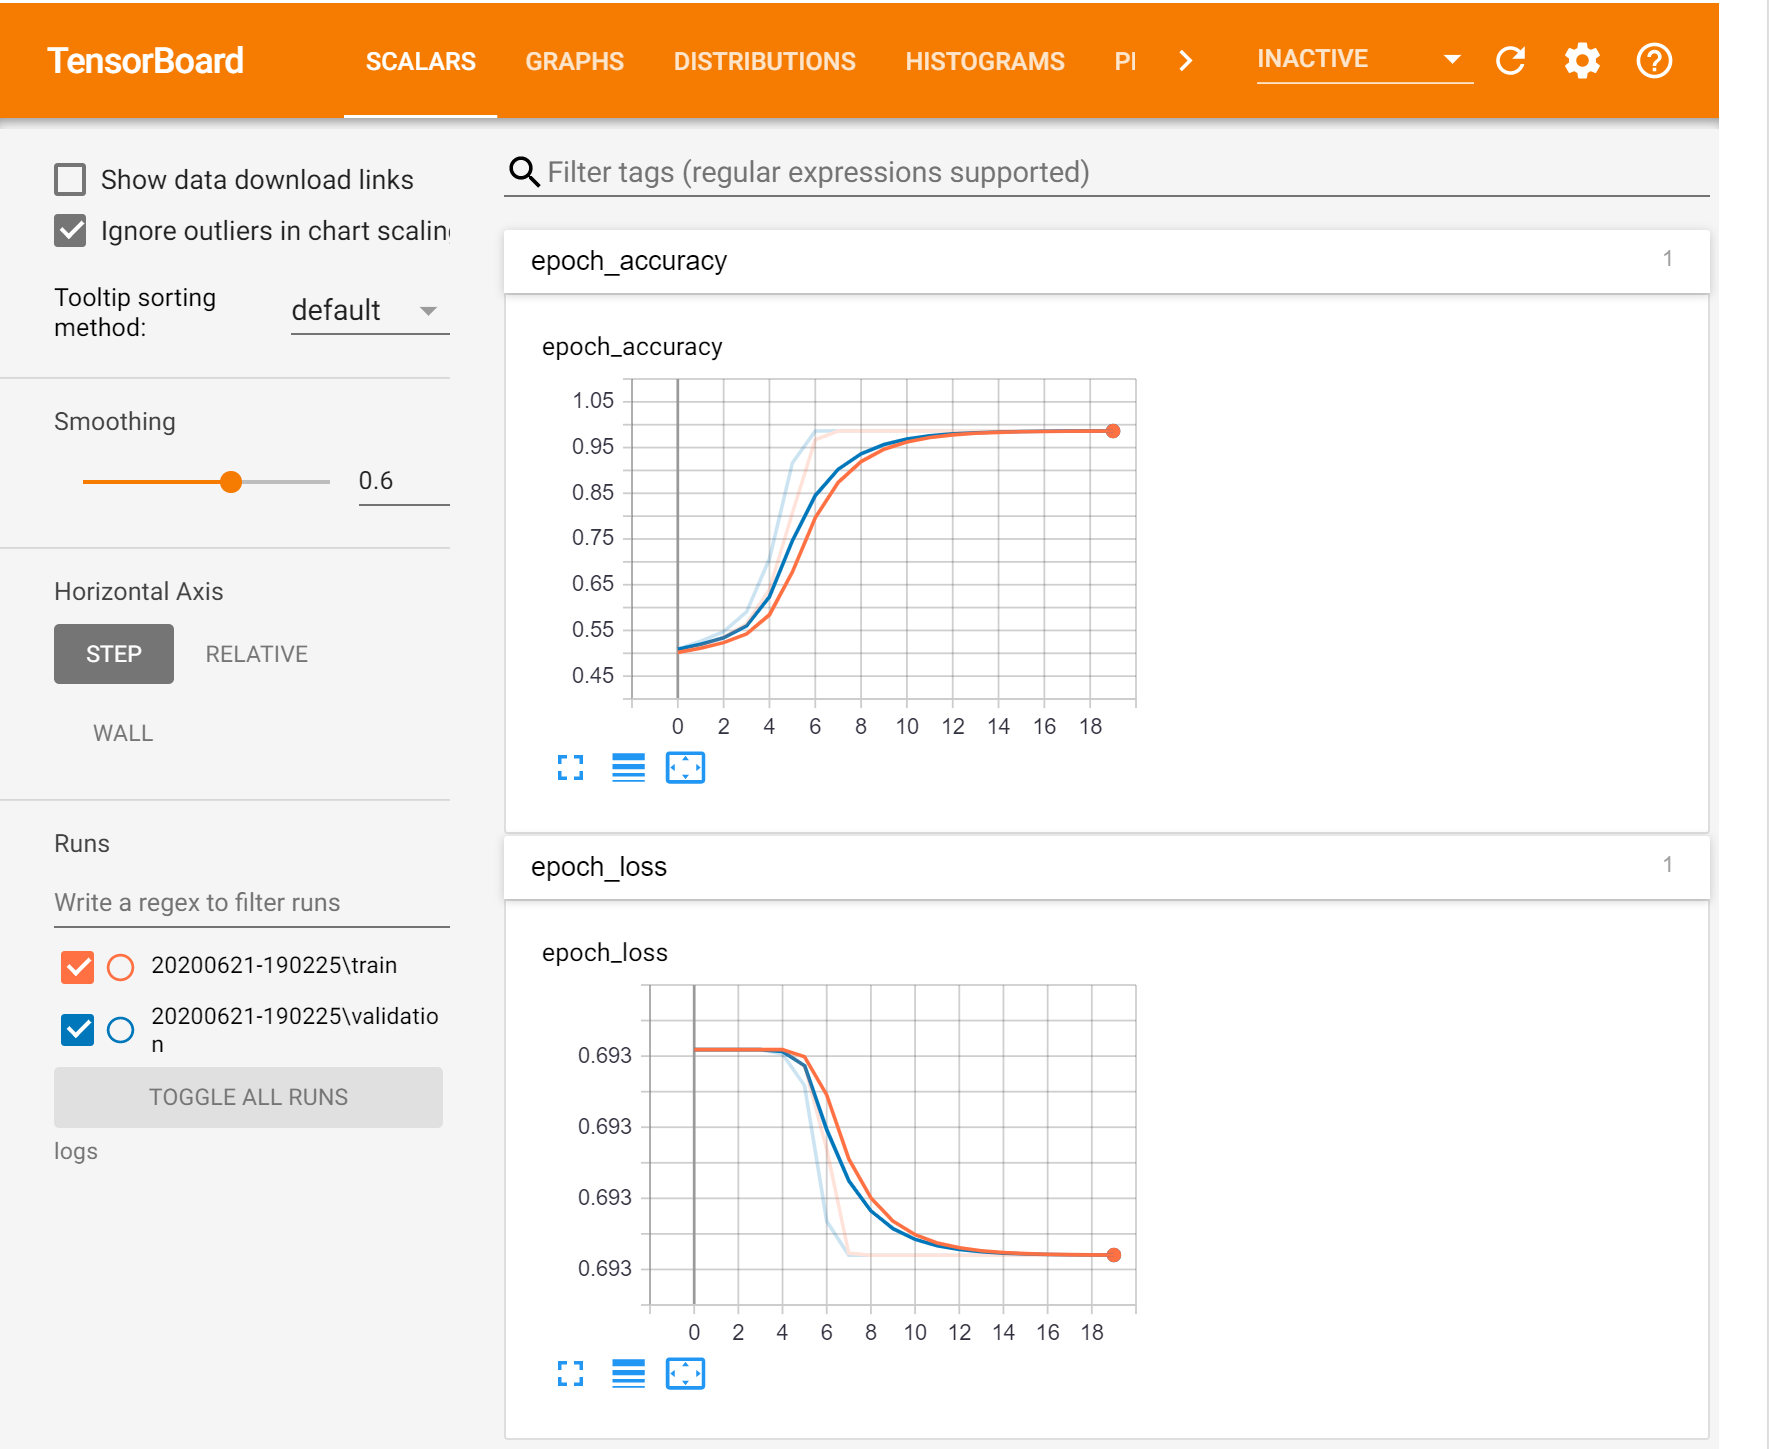 TensorBoard SCALARS GRAPHS DISTRIBUTIONS HISTOGRAMS PI INACTIVE
Show data download links
Ignore outliers in chart scaling
Tooltip sorting
method:
default
Smoothing
0.6
Horizontal Axis
STEP RELATIVE
WALL
Runs
Write a regex to filter runs
20200621-190225\train
20200621-190225\validatio
n
TOGGLE ALL RUNS
logs
Filter tags (regular expressions supported)
epoch_accuracy 1
epoch_accuracy
1.05
0.95
0.85
0.75
0.65
0.55
0.45
0 2 4 6 8 10 12 14 16 18
epoch_loss 1
epoch_loss
0.693
0.693
0.693
0.693
0 2 4 6 8 10 12 14 16 18